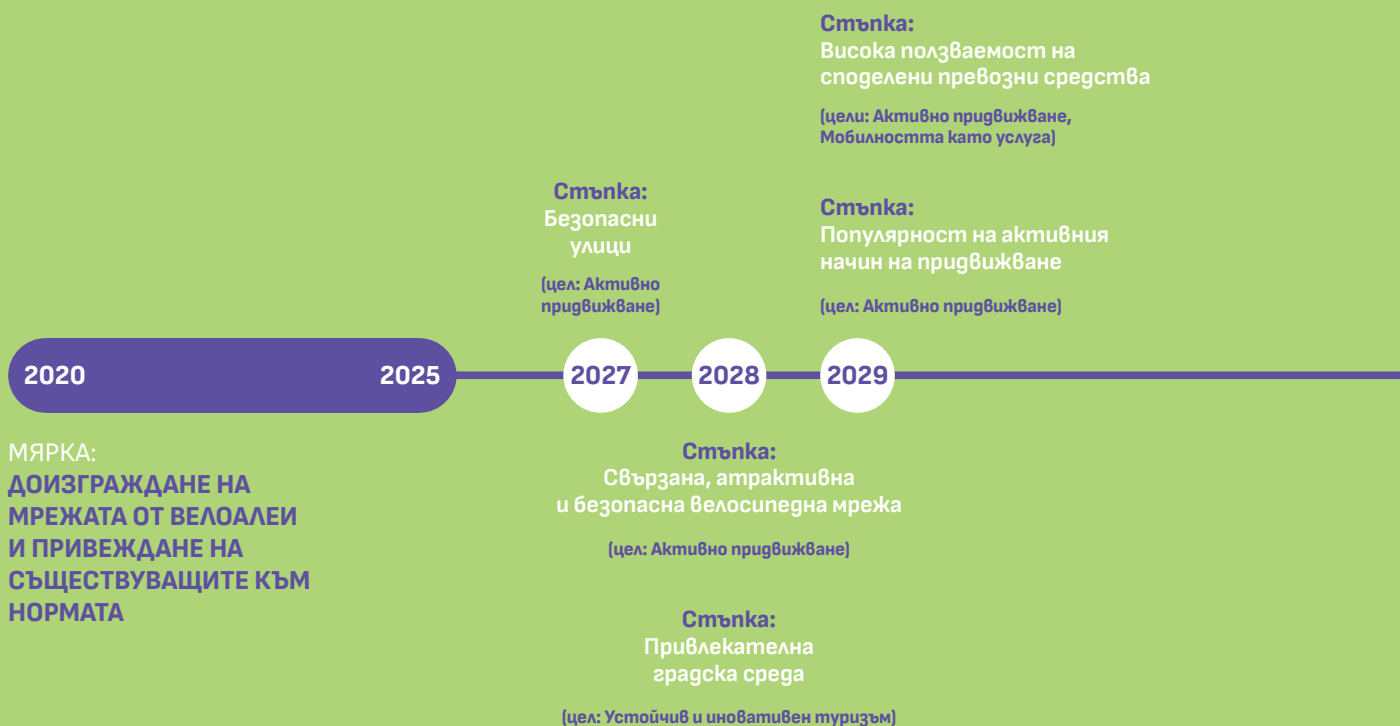 Стъпка:
Висока ползваемост на
споделени превозни средства
(цели: Активно придвижване,
Мобилността като услуга)
Стъпка:
Безопасни
улици
(цел: Активно
придвижване)
Стъпка:
Популярност на активния
начин на придвижване
(цел: Активно придвижване)
2020 2025 2027 2028 2029
МЯРКА:
ДОИЗГРАЖДАНЕ НА
МРЕЖАТА ОТ ВЕЛОАЛЕИ
И ПРИВЕЖДАНЕ НА
СЪЩЕСТВУВАЩИТЕ КЪМ
НОРМАТА
Стъпка:
Свързана, атрактивна
и безопасна велосипедна мрежа
(цел: Активно придвижване)
Стъпка:
Привлекателна
градска среда
(цел: Устойчив и иновативен туризъм)